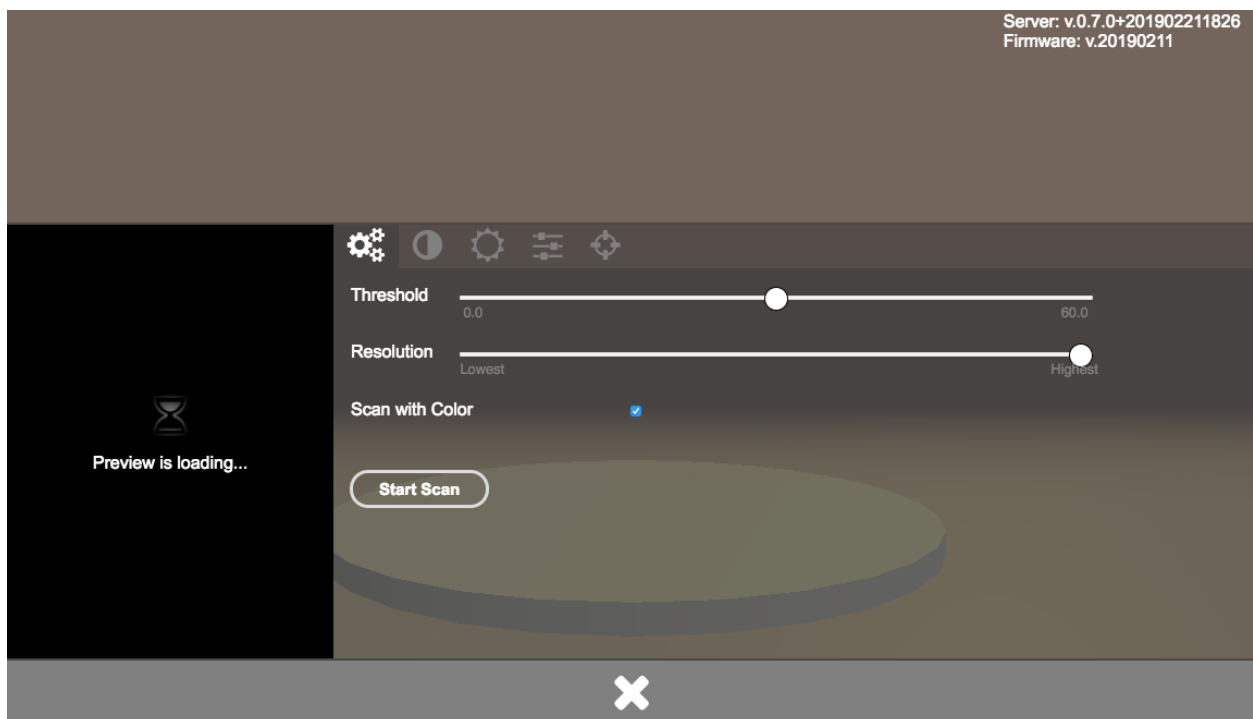 Server: v.0.7.0+201902211826
Firmware: v.20190211
Threshold
0.0 60.0
Resolution
Lowest Highest
Scan with Color
Preview is loading...
Start Scan